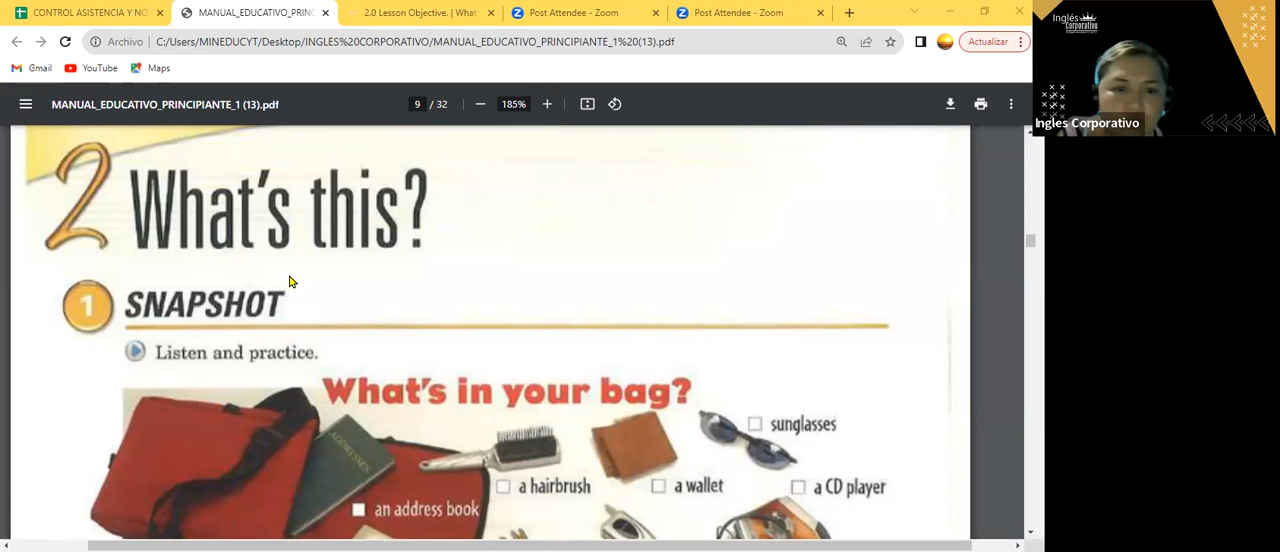 CONTROL ASISTENCIA Y NO
MANUAL_EDUCATIVO_PRINC
2.0 Lesson Objective. | What'
Post Attendee - Zoom
Post Attendee - Zoom
Archivo
C:/Users/MINEDUCYT/Desktop/INGLES%20CORPORATIVO/MANUAL_EDUCATIVO_PRINCIPIANTE_1%20(13).pdf
Actualizar
Gmail
YouTube
Maps
MANUAL_EDUCATIVO_PRINCIPIANTE_1 (13).pdf
9 / 32
185%
Inglés
Corporativo
Ingles Corporativo
2 What's this?
1 SNAPSHOT
Listen and practice.
What's in your bag?
ADDRESSES
sunglasses
a hairbrush
a wallet
a CD player
an address book